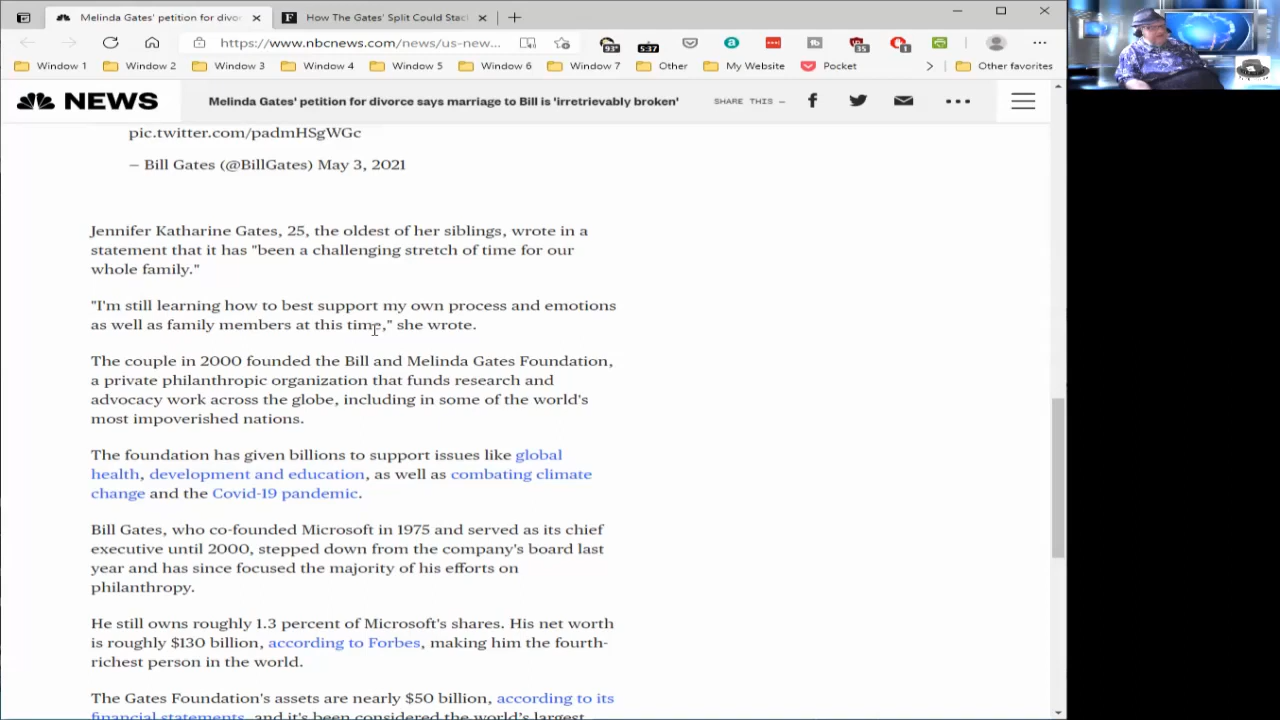 Melinda Gates' petition for divor
How The Gates' Split Could Stac
https://www.nbcnews.com/news/us-new...
93°
5:37
35
1
Window 1
Window 2
Window 3
Window 4
Window 5
Window 6
Window 7
Other
My Website
Pocket
Other favorites
NEWS
Melinda Gates' petition for divorce says marriage to Bill is 'irretrievably broken'
SHARE THIS —
pic.twitter.com/padmHSgWGc
— Bill Gates (@BillGates) May 3, 2021
Jennifer Katharine Gates, 25, the oldest of her siblings, wrote in a
statement that it has "been a challenging stretch of time for our
whole family."
"I'm still learning how to best support my own process and emotions
as well as family members at this time," she wrote.
The couple in 2000 founded the Bill and Melinda Gates Foundation,
a private philanthropic organization that funds research and
advocacy work across the globe, including in some of the world's
most impoverished nations.
The foundation has given billions to support issues like global
health, development and education, as well as combating climate
change and the Covid-19 pandemic.
Bill Gates, who co-founded Microsoft in 1975 and served as its chief
executive until 2000, stepped down from the company's board last
year and has since focused the majority of his efforts on
philanthropy.
He still owns roughly 1.3 percent of Microsoft's shares. His net worth
is roughly $130 billion, according to Forbes, making him the fourth-
richest person in the world.
The Gates Foundation's assets are nearly $50 billion, according to its
financial statements, and it's been considered the world's largest